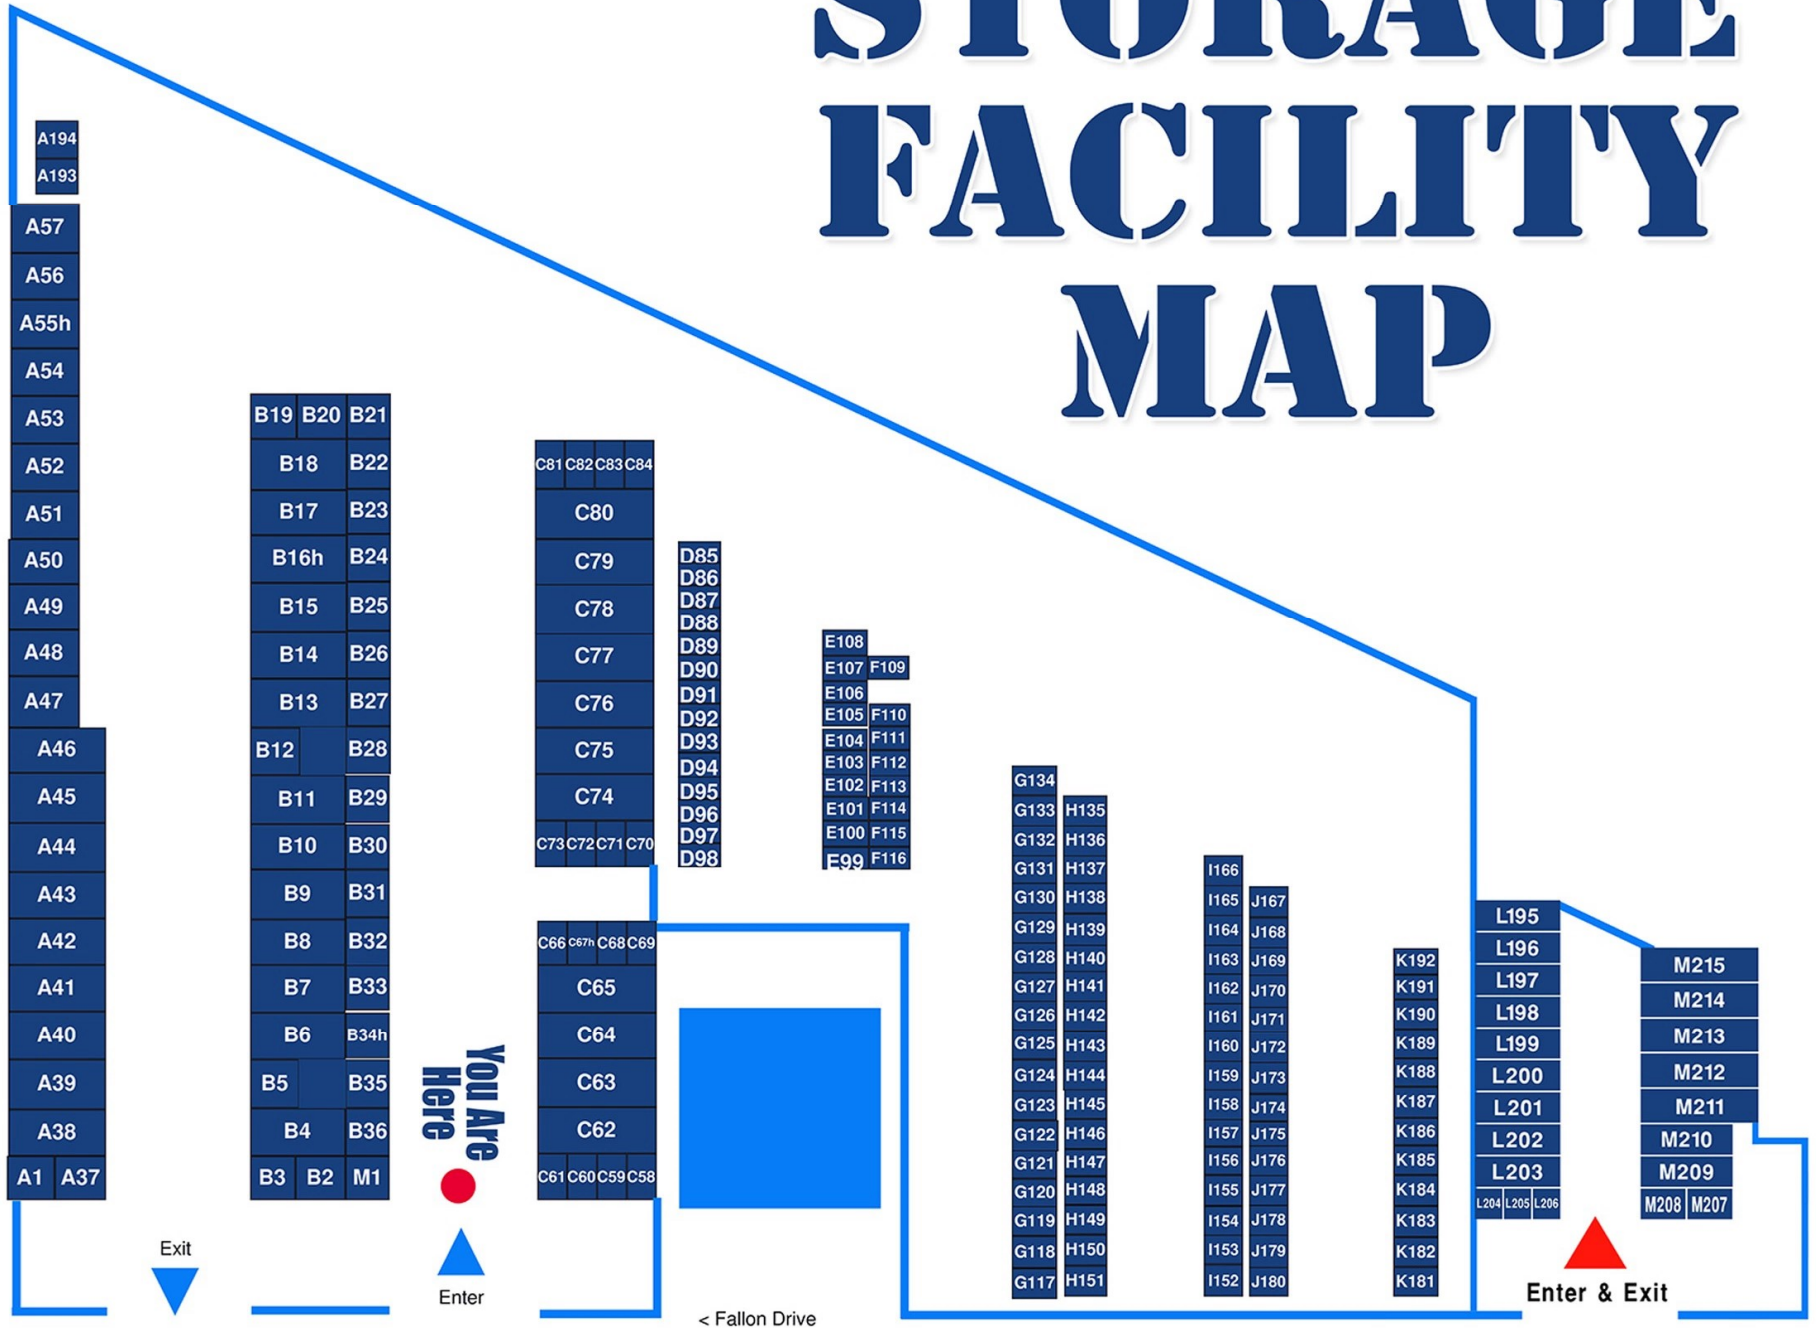 STORAGE
FACILITY
MAP
A194
A193
A57
A56
A55h
A54
A53
A52
A51
A50
A49
A48
A47
A46
A45
A44
A43
A42
A41
A40
A39
A38
A1 A37
B19 B20 B21
B18 B22
B17 B23
B16h B24
B15 B25
B14 B26
B13 B27
B12 B28
B11 B29
B10 B30
B9 B31
B8 B32
B7 B33
B6 B34h
B5 B35
B4 B36
B3 B2 M1
You Are
Here
C81 C82 C83 C84
C80
C79
C78
C77
C76
C75
C74
C73 C72 C71 C70
C66 C67h C68 C69
C65
C64
C63
C62
C61 C60 C59 C58
D85
D86
D87
D88
D89
D90
D91
D92
D93
D94
D95
D96
D97
D98
E108
E107 F109
E106
E105 F110
E104 F111
E103 F112
E102 F113
E101 F114
E100 F115
E99 F116
G134
G133 H135
G132 H136
G131 H137
G130 H138
G129 H139
G128 H140
G127 H141
G126 H142
G125 H143
G124 H144
G123 H145
G122 H146
G121 H147
G120 H148
G119 H149
G118 H150
G117 H151
I166
I165 J167
I164 J168
I163 J169
I162 J170
I161 J171
I160 J172
I159 J173
I158 J174
I157 J175
I156 J176
I155 J177
I154 J178
I153 J179
I152 J180
K192
K191
K190
K189
K188
K187
K186
K185
K184
K183
K182
K181
L195
L196
L197
L198
L199
L200
L201
L202
L203
L204 L205 L206
M215
M214
M213
M212
M211
M210
M209
M208 M207
Exit
Enter
< Fallon Drive
Enter & Exit